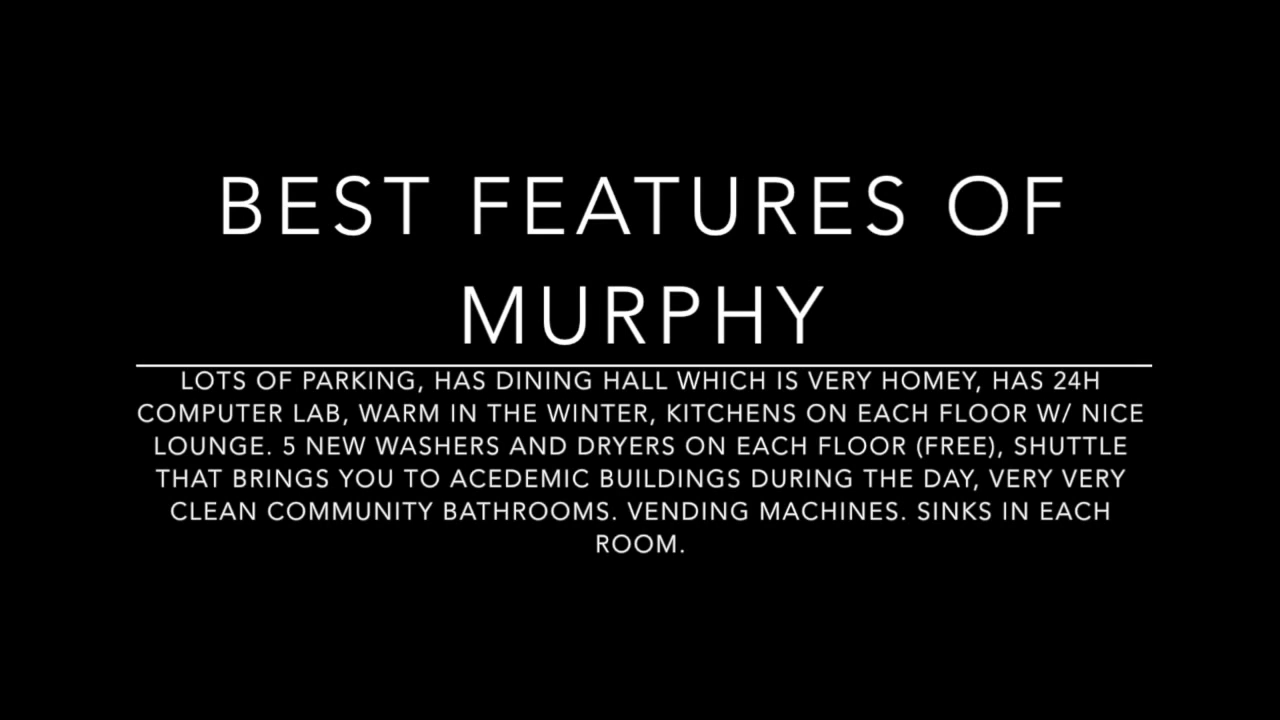 BEST FEATURES OF
MURPHY
LOTS OF PARKING, HAS DINING HALL WHICH IS VERY HOMEY, HAS 24H
COMPUTER LAB, WARM IN THE WINTER, KITCHENS ON EACH FLOOR W/ NICE
LOUNGE. 5 NEW WASHERS AND DRYERS ON EACH FLOOR (FREE), SHUTTLE
THAT BRINGS YOU TO ACEDEMIC BUILDINGS DURING THE DAY, VERY VERY
CLEAN COMMUNITY BATHROOMS. VENDING MACHINES. SINKS IN EACH
ROOM.